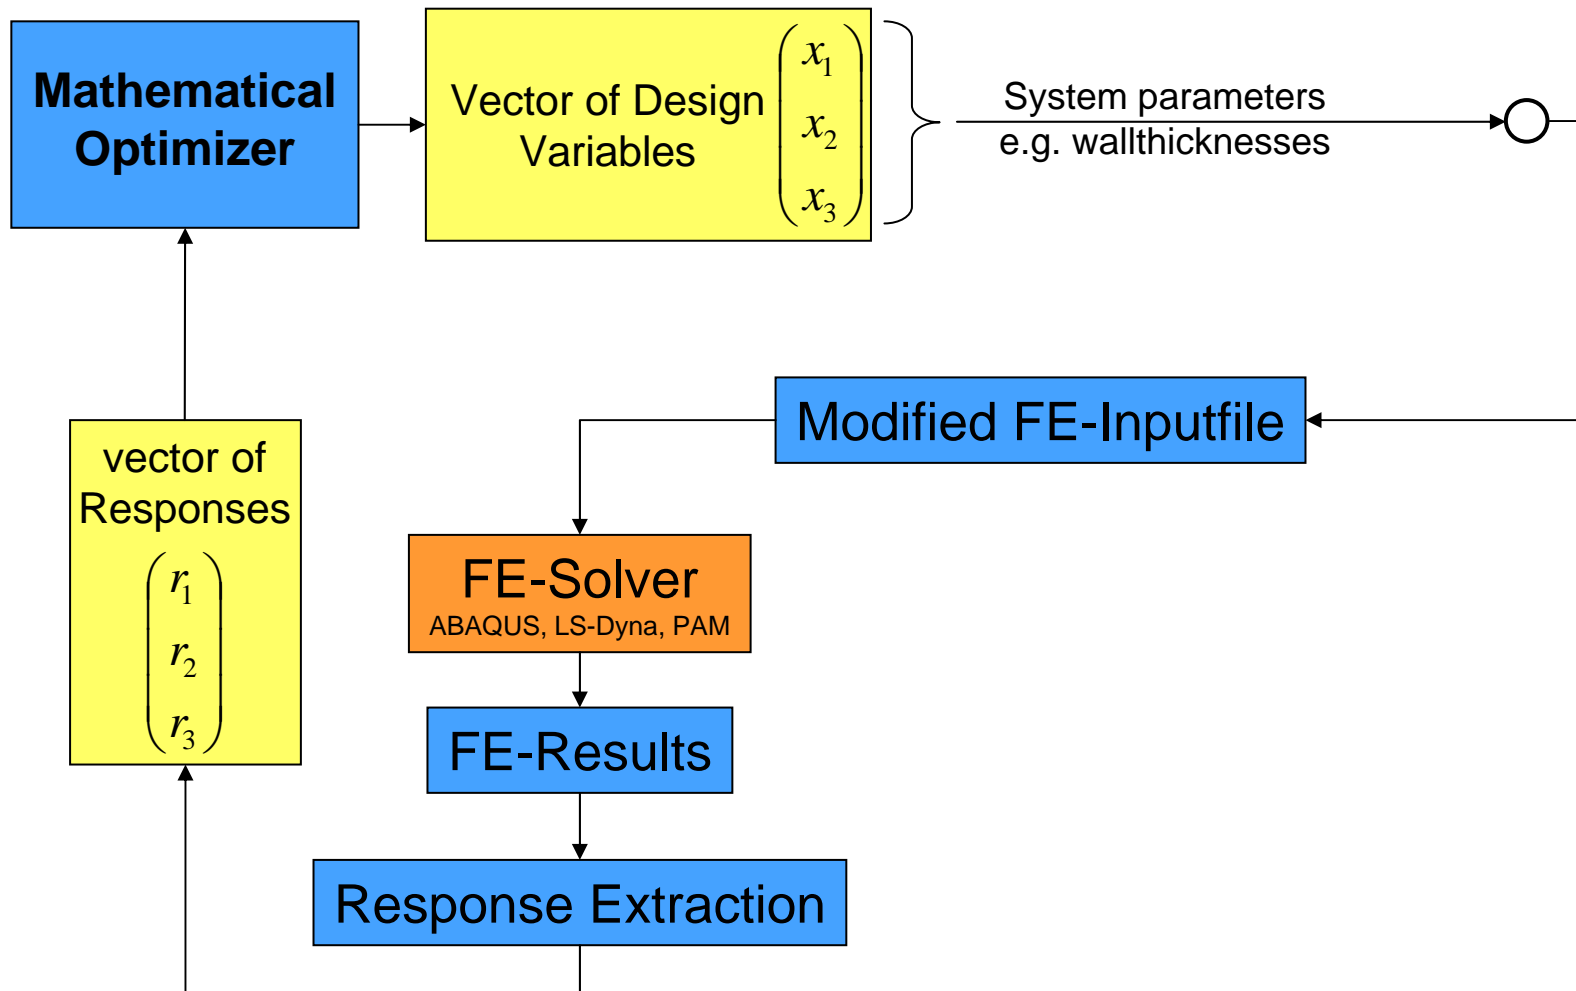 Mathematical
Optimizer
Vector of Design
Variables
x1
x2
x3
System parameters
e.g. wallthicknesses
Modified FE-Inputfile
vector of
Responses
r1
r2
r3
FE-Solver
ABAQUS, LS-Dyna, PAM
FE-Results
Response Extraction